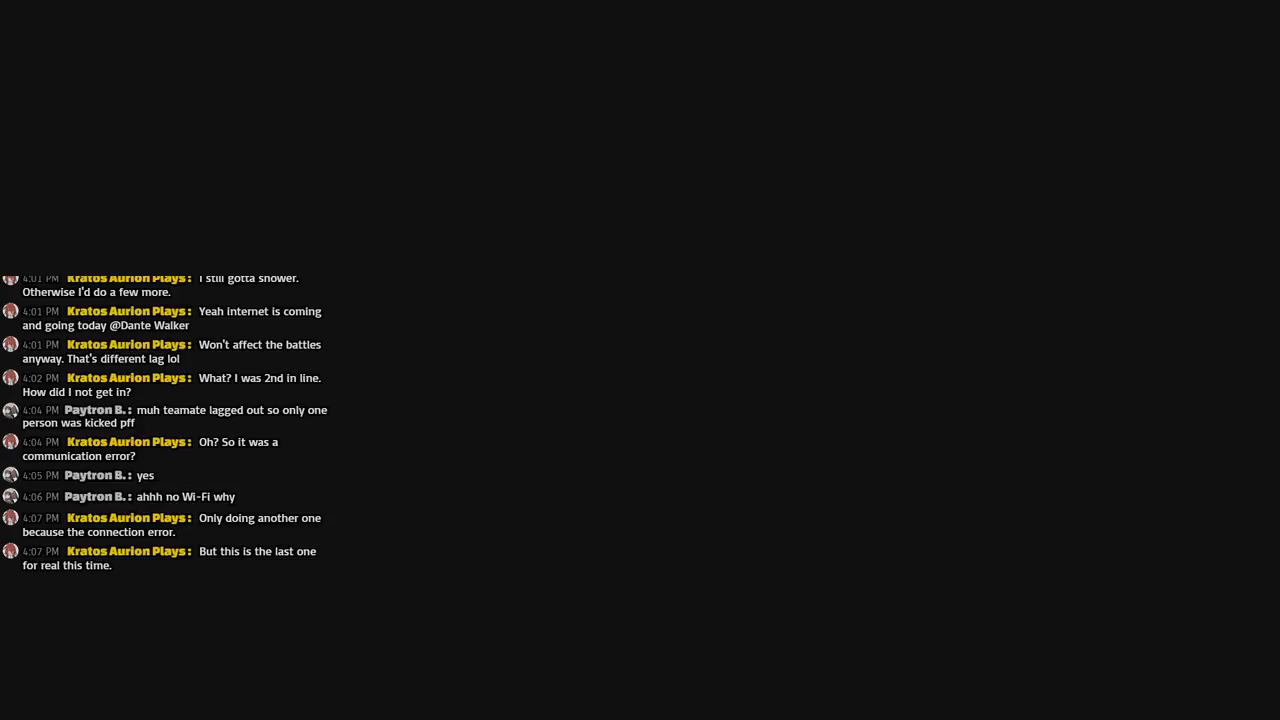 4:01 PM Kratos Aurion Plays: I still gotta shower.
Otherwise I'd do a few more.
4:01 PM Kratos Aurion Plays: Yeah internet is coming
and going today @Dante Walker
4:01 PM Kratos Aurion Plays: Won't affect the battles
anyway. That's different lag lol
4:02 PM Kratos Aurion Plays: What? I was 2nd in line.
How did I not get in?
4:04 PM Paytron B.: muh teamate lagged out so only one
person was kicked pff
4:04 PM Kratos Aurion Plays: Oh? So it was a
communication error?
4:05 PM Paytron B.: yes
4:06 PM Paytron B.: ahhh no Wi-Fi why
4:07 PM Kratos Aurion Plays: Only doing another one
because the connection error.
4:07 PM Kratos Aurion Plays: But this is the last one
for real this time.